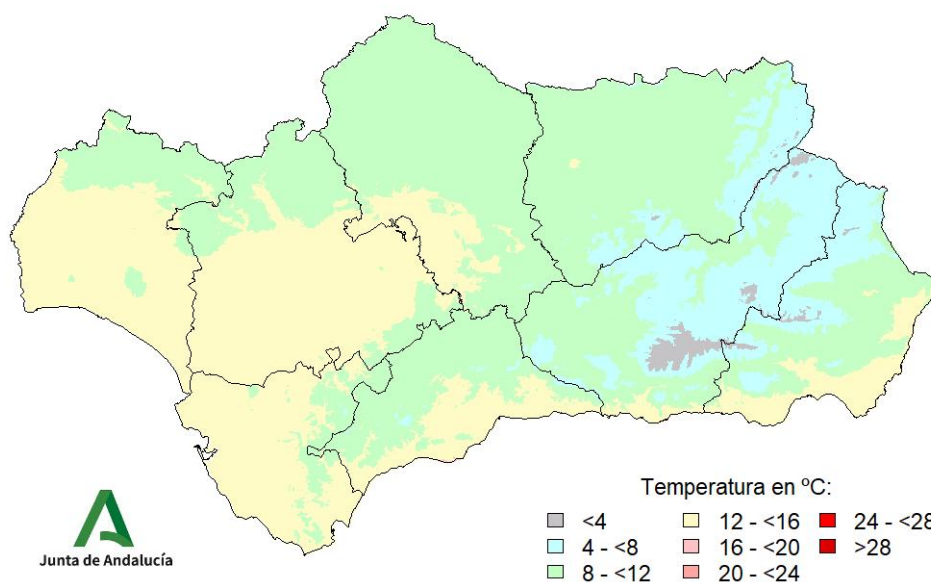 Temperatura en ºC:
<4
12 - <16
24 - <28
4 - <8
16 - <20
>28
8 - <12
20 - <24
Junta de Andalucía